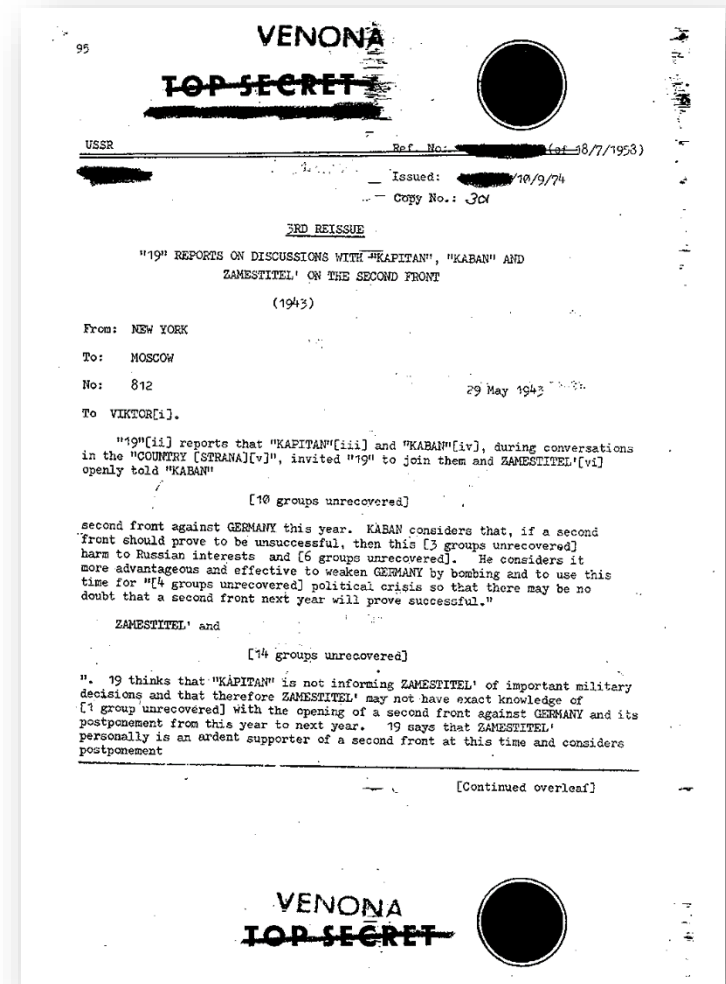 95
VENONA
TOP SECRET
USSR
Ref. No: (of 18/7/1953)
Issued: /10/9/74
Copy No.: 301
3RD REISSUE
"19" REPORTS ON DISCUSSIONS WITH "KAPITAN", "KABAN" AND
ZAMESTITEL' ON THE SECOND FRONT
(1943)
From: NEW YORK
To: MOSCOW
No: 812
29 May 1943
To VIKTOR[i].
"19"[ii] reports that "KAPITAN"[iii] and "KABAN"[iv], during conversations
in the "COUNTRY [STRANA][v]", invited "19" to join them and ZAMESTITEL'[vi]
openly told "KABAN"
[10 groups unrecovered]
second front against GERMANY this year. KABAN considers that, if a second
front should prove to be unsuccessful, then this [3 groups unrecovered]
harm to Russian interests and [6 groups unrecovered]. He considers it
more advantageous and effective to weaken GERMANY by bombing and to use this
time for "[4 groups unrecovered] political crisis so that there may be no
doubt that a second front next year will prove successful."
ZAMESTITEL' and
[14 groups unrecovered]
". 19 thinks that "KAPITAN" is not informing ZAMESTITEL' of important military
decisions and that therefore ZAMESTITEL' may not have exact knowledge of
[1 group unrecovered] with the opening of a second front against GERMANY and its
postponement from this year to next year. 19 says that ZAMESTITEL'
personally is an ardent supporter of a second front at this time and considers
postponement
[Continued overleaf]
VENONA
TOP SECRET